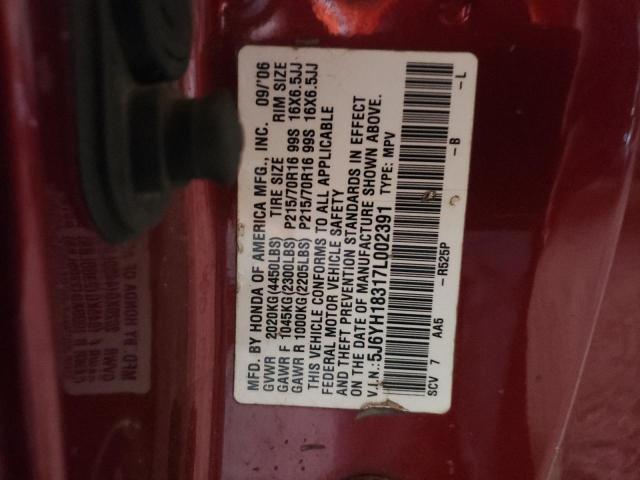 MFD. BY HONDA OF AMERICA MFG., INC. 09/'06
GVWR 2020KG(4450LBS) TIRE SIZE RIM SIZE
GAWR F 1045KG(2300LBS) P215/70R16 99S 16X6.5JJ
GAWR R 1000KG(2205LBS) P215/70R16 99S 16X6.5JJ
THIS VEHICLE CONFORMS TO ALL APPLICABLE
FEDERAL MOTOR VEHICLE SAFETY
AND THEFT PREVENTION STANDARDS IN EFFECT
ON THE DATE OF MANUFACTURE SHOWN ABOVE.
V.I.N.: 5J6YH18317L002391 TYPE: MPV
SCV 7 AA5 -R525P -B -L